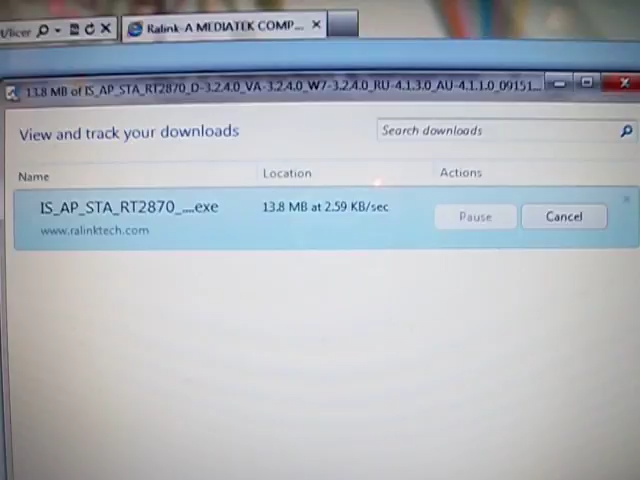 Ralink-A MEDIATEK COMP...
13.8 MB of IS_AP_STA_RT2870_D-3.2.4.0_VA-3.2.4.0_W7-3.2.4.0_RU-4.1.3.0_AU-4.1.1.0_09151...
View and track your downloads
Search downloads
Name Location Actions
IS_AP_STA_RT2870_....exe 13.8 MB at 2.59 KB/sec Pause Cancel
www.ralinktech.com